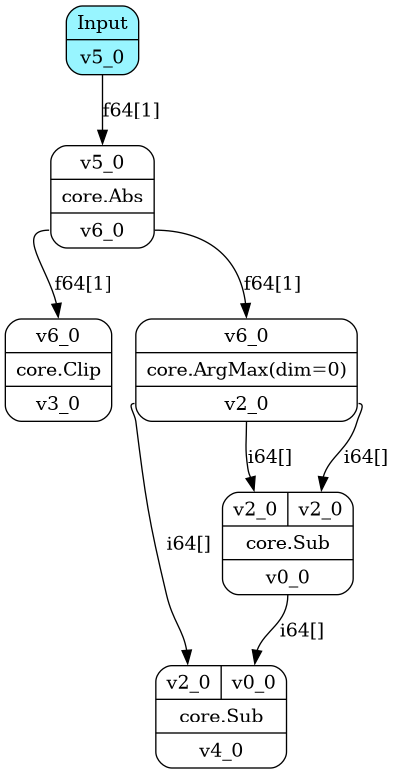 Input
v5_0
f64[1]
v5_0
core.Abs
v6_0
f64[1]
f64[1]
v6_0
core.Clip
v3_0
v6_0
core.ArgMax(dim=0)
v2_0
i64[]
i64[]
v2_0 v2_0
core.Sub
v0_0
i64[]
i64[]
v2_0 v0_0
core.Sub
v4_0